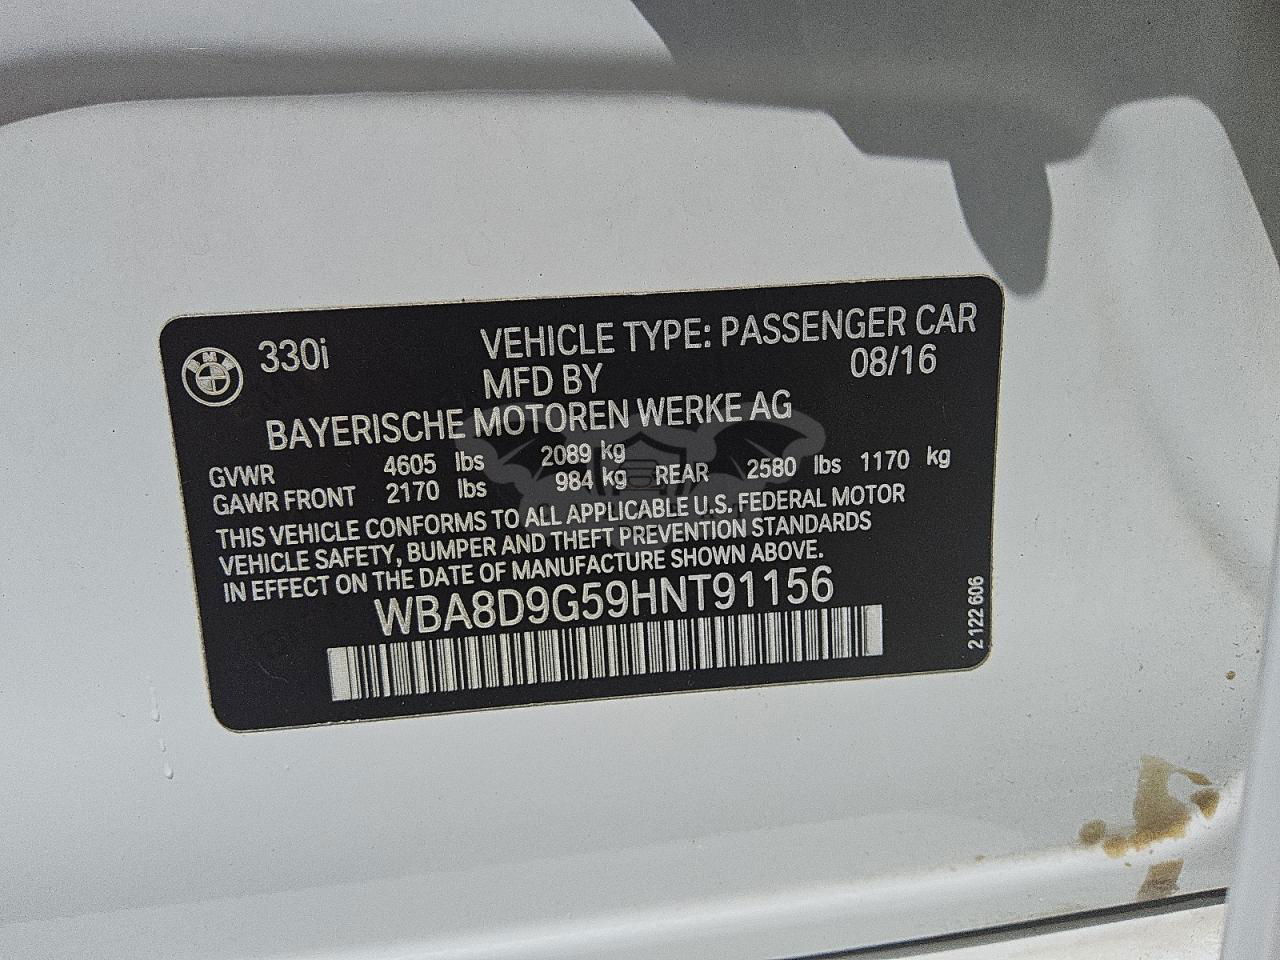 BMW 330i VEHICLE TYPE: PASSENGER CAR
MFD BY 08/16
BAYERISCHE MOTOREN WERKE AG
GVWR 4605 lbs 2089 kg
GAWR FRONT 2170 lbs 984 kg REAR 2580 lbs 1170 kg
THIS VEHICLE CONFORMS TO ALL APPLICABLE U.S. FEDERAL MOTOR
VEHICLE SAFETY, BUMPER AND THEFT PREVENTION STANDARDS
IN EFFECT ON THE DATE OF MANUFACTURE SHOWN ABOVE.
WBA8D9G59HNT91156
2 122 606